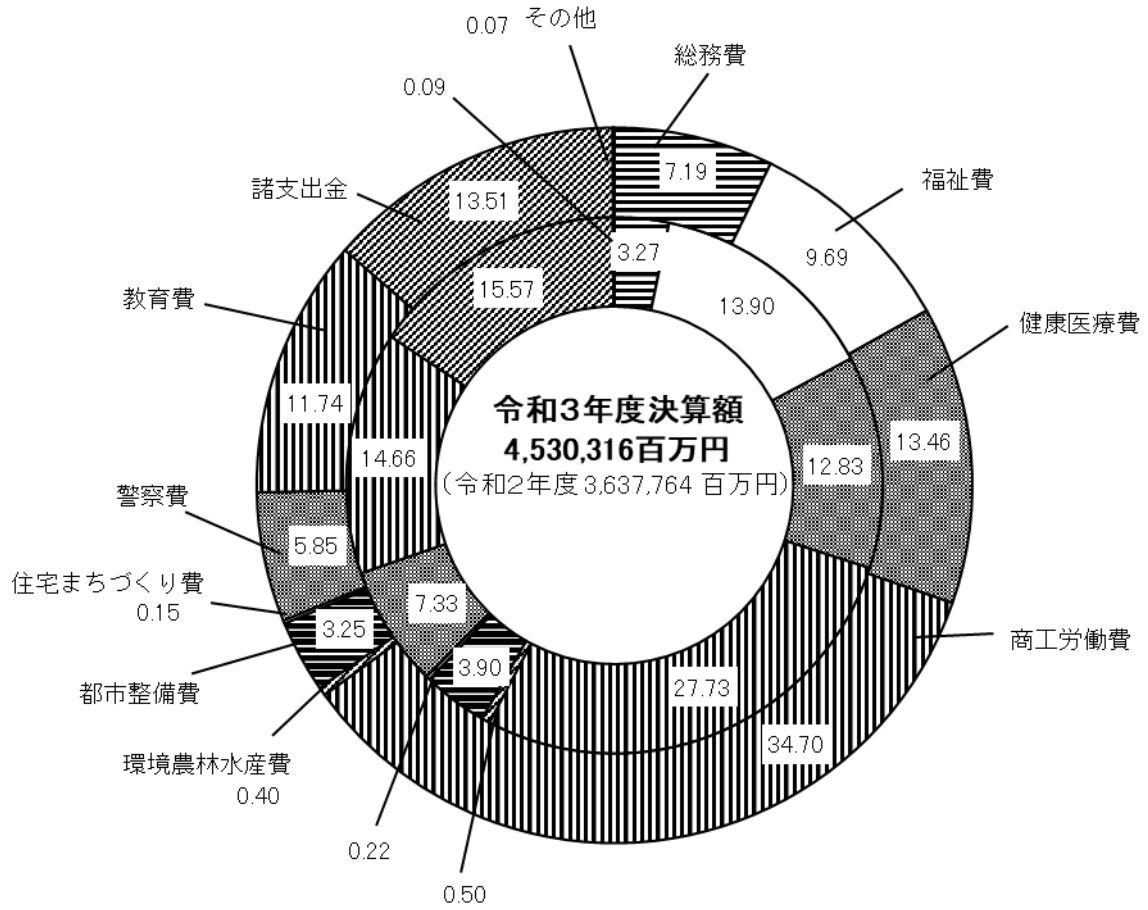 0.07 その他
総務費
0.09
7.19
諸支出金
13.51
福祉費
3.27
9.69
15.57
13.90
教育費
健康医療費
令和３年度決算額
4,530,316百万円
（令和2年度 3,637,764 百万円）
11.74
14.66
12.83
13.46
警察費
5.85
住宅まちづくり費
0.15
7.33
3.25
3.90
27.73
商工労働費
都市整備費
34.70
環境農林水産費
0.40
0.22
0.50